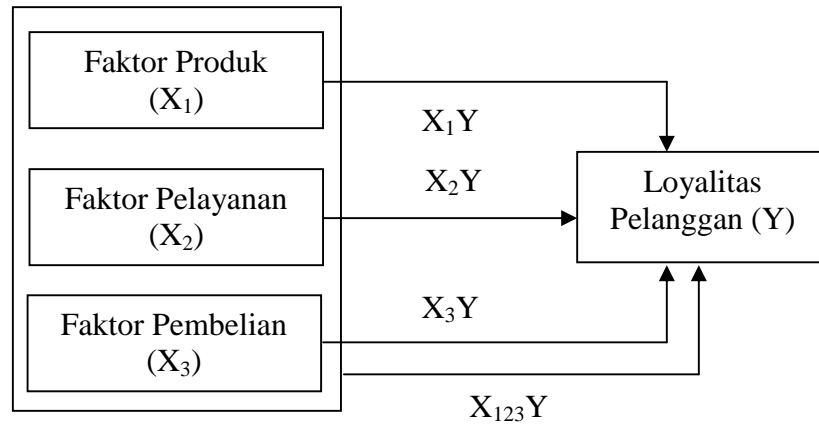 Faktor Produk
(X₁)
X₁Y
Faktor Pelayanan
(X₂)
X₂Y
Loyalitas
Pelanggan (Y)
Faktor Pembelian
(X₃)
X₃Y
X₁₂₃Y